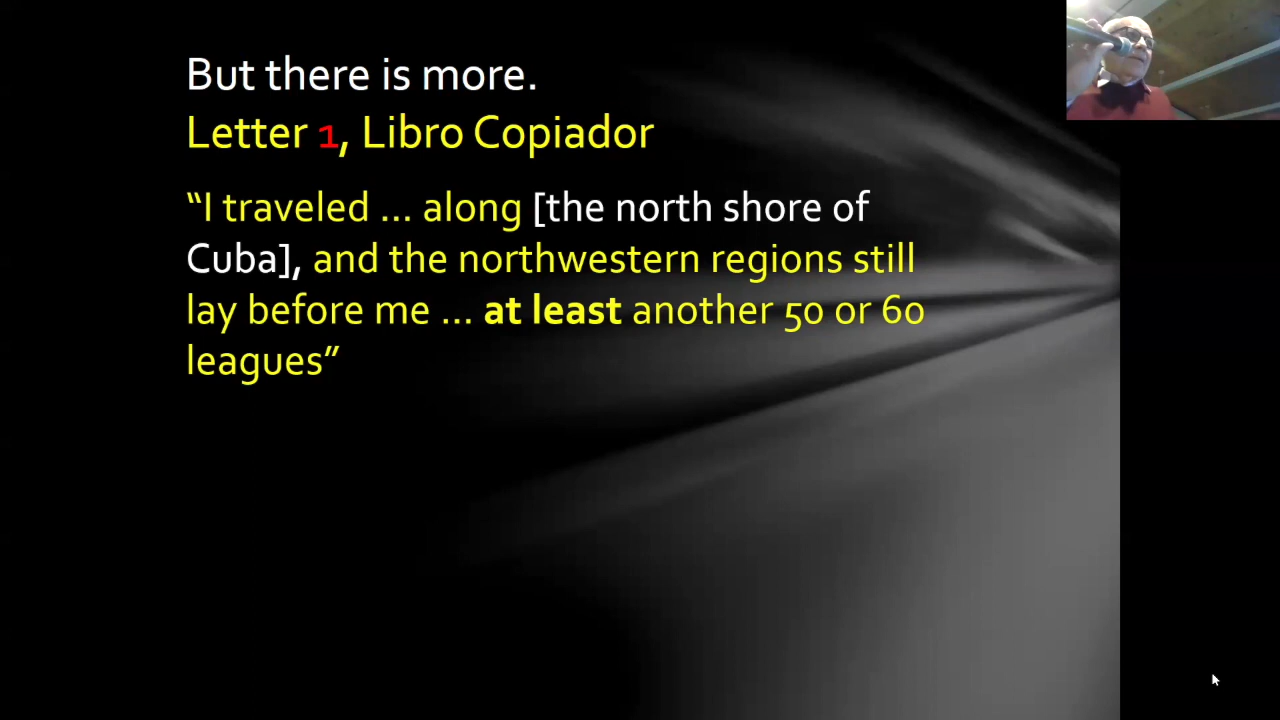 But there is more.
Letter 1, Libro Copiador
“I traveled ... along [the north shore of
Cuba], and the northwestern regions still
lay before me ... at least another 50 or 60
leagues”